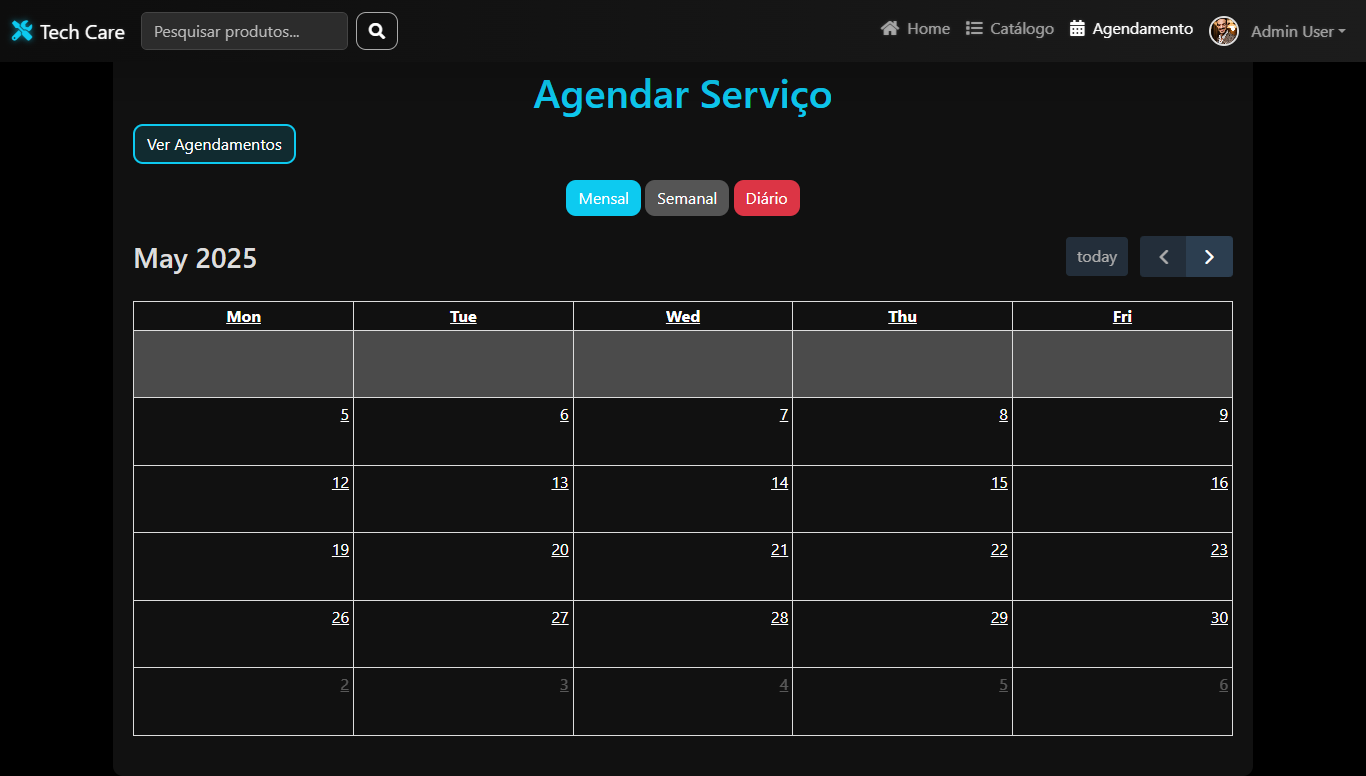 Tech Care Pesquisar produtos... Home Catálogo Agendamento Admin User
Agendar Serviço
Ver Agendamentos
Mensal Semanal Diário
May 2025 today
Mon Tue Wed Thu Fri
5 6 7 8 9
12 13 14 15 16
19 20 21 22 23
26 27 28 29 30
2 3 4 5 6